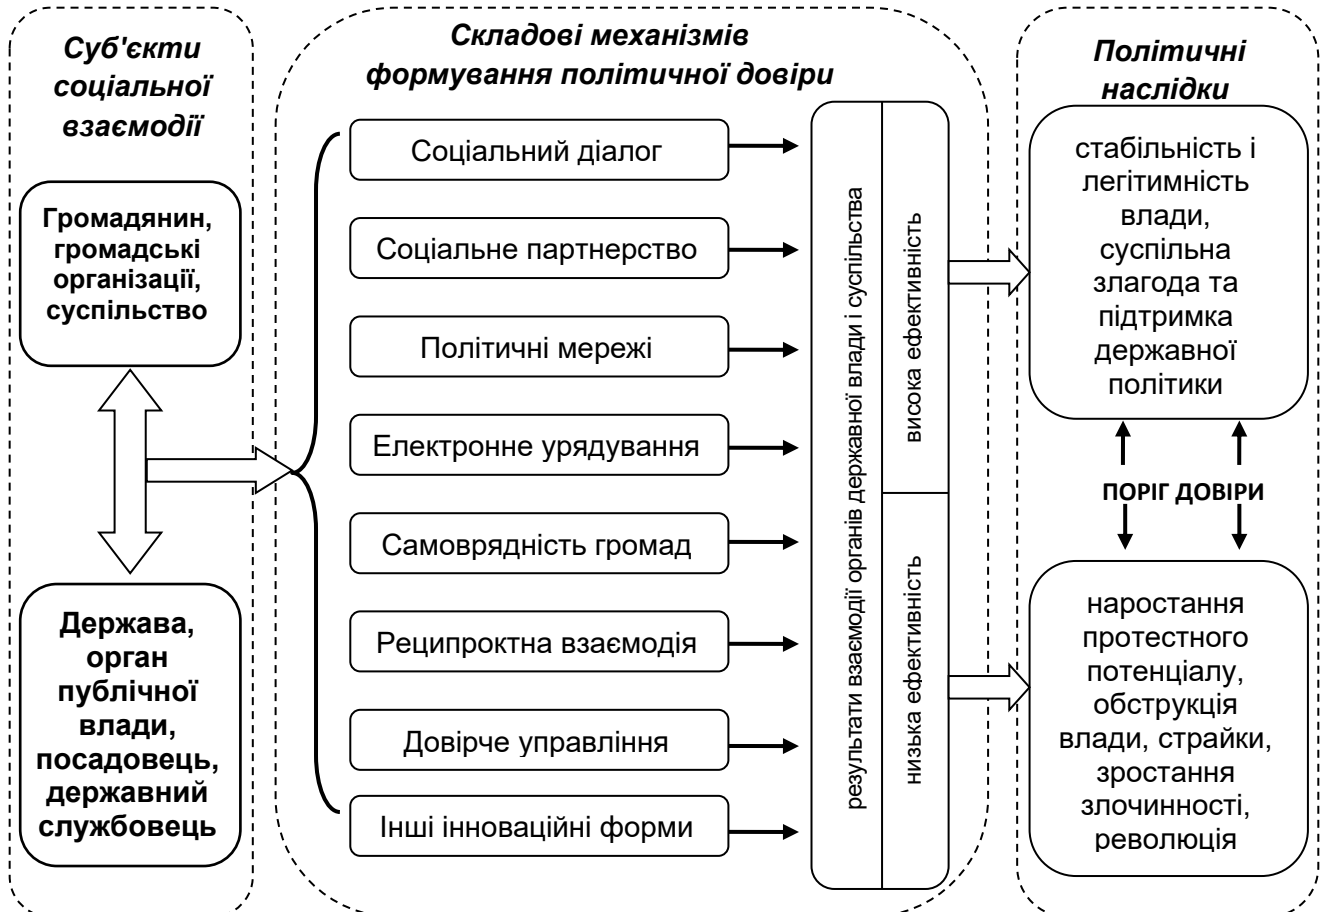 Суб'єкти
соціальної
взаємодії
Громадянин,
громадські
організації,
суспільство
Держава,
орган
публічної
влади,
посадовець,
державний
службовець
Складові механізмів
формування політичної довіри
Соціальний діалог
Соціальне партнерство
Політичні мережі
Електронне урядування
Самоврядність громад
Реципроктна взаємодія
Довірче управління
Інші інноваційні форми
результати взаємодії органів державної влади і суспільства
висока ефективність
низька ефективність
Політичні
наслідки
стабільність і
легітимність
влади,
суспільна
злагода та
підтримка
державної
політики
ПОРІГ ДОВІРИ
наростання
протестного
потенціалу,
обструкція
влади, страйки,
зростання
злочинності,
революція